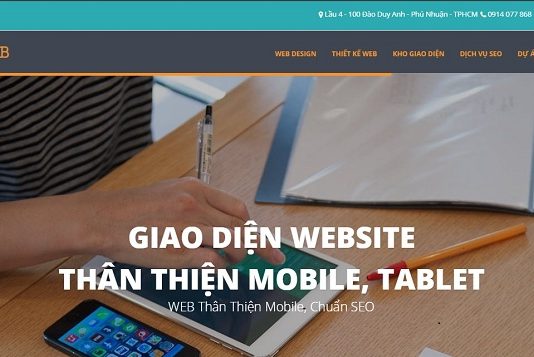 Lầu 4 - 100 Đào Duy Anh - Phú Nhuận - TPHCM 0914 077 868
B
WEB DESIGN THIẾT KẾ WEB KHO GIAO DIỆN DỊCH VỤ SEO DỰ Á
GIAO DIỆN WEBSITE
THÂN THIỆN MOBILE, TABLET
WEB Thân Thiện Mobile, Chuẩn SEO